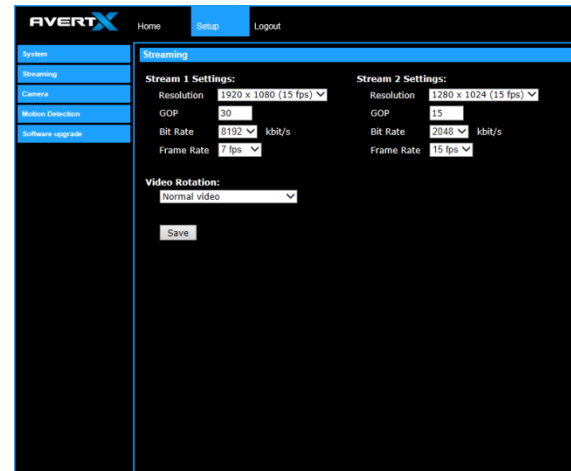 AVERTX
Home Setup Logout
System
Streaming
Camera
Motion Detection
Software upgrade
Streaming
Stream 1 Settings:
Resolution 1920 x 1080 (15 fps)
GOP 30
Bit Rate 8192 kbit/s
Frame Rate 7 fps
Stream 2 Settings:
Resolution 1280 x 1024 (15 fps)
GOP 15
Bit Rate 2048 kbit/s
Frame Rate 15 fps
Video Rotation:
Normal video
Save